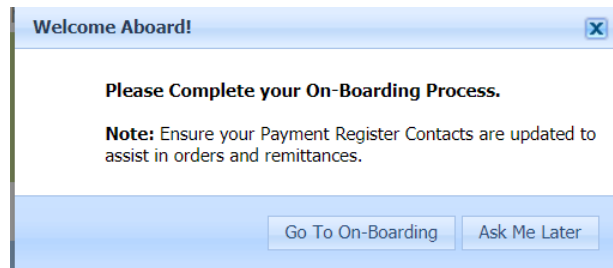 Welcome Aboard!
X
Please Complete your On-Boarding Process.
Note: Ensure your Payment Register Contacts are updated to
assist in orders and remittances.
Go To On-Boarding Ask Me Later